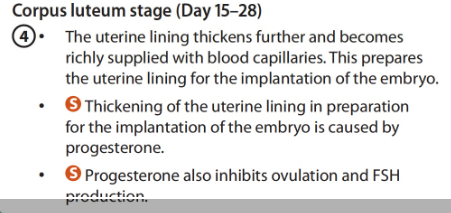 Corpus luteum stage (Day 15–28)
4 • The uterine lining thickens further and becomes
richly supplied with blood capillaries. This prepares
the uterine lining for the implantation of the embryo.
• S Thickening of the uterine lining in preparation
for the implantation of the embryo is caused by
progesterone.
• S Progesterone also inhibits ovulation and FSH
production.